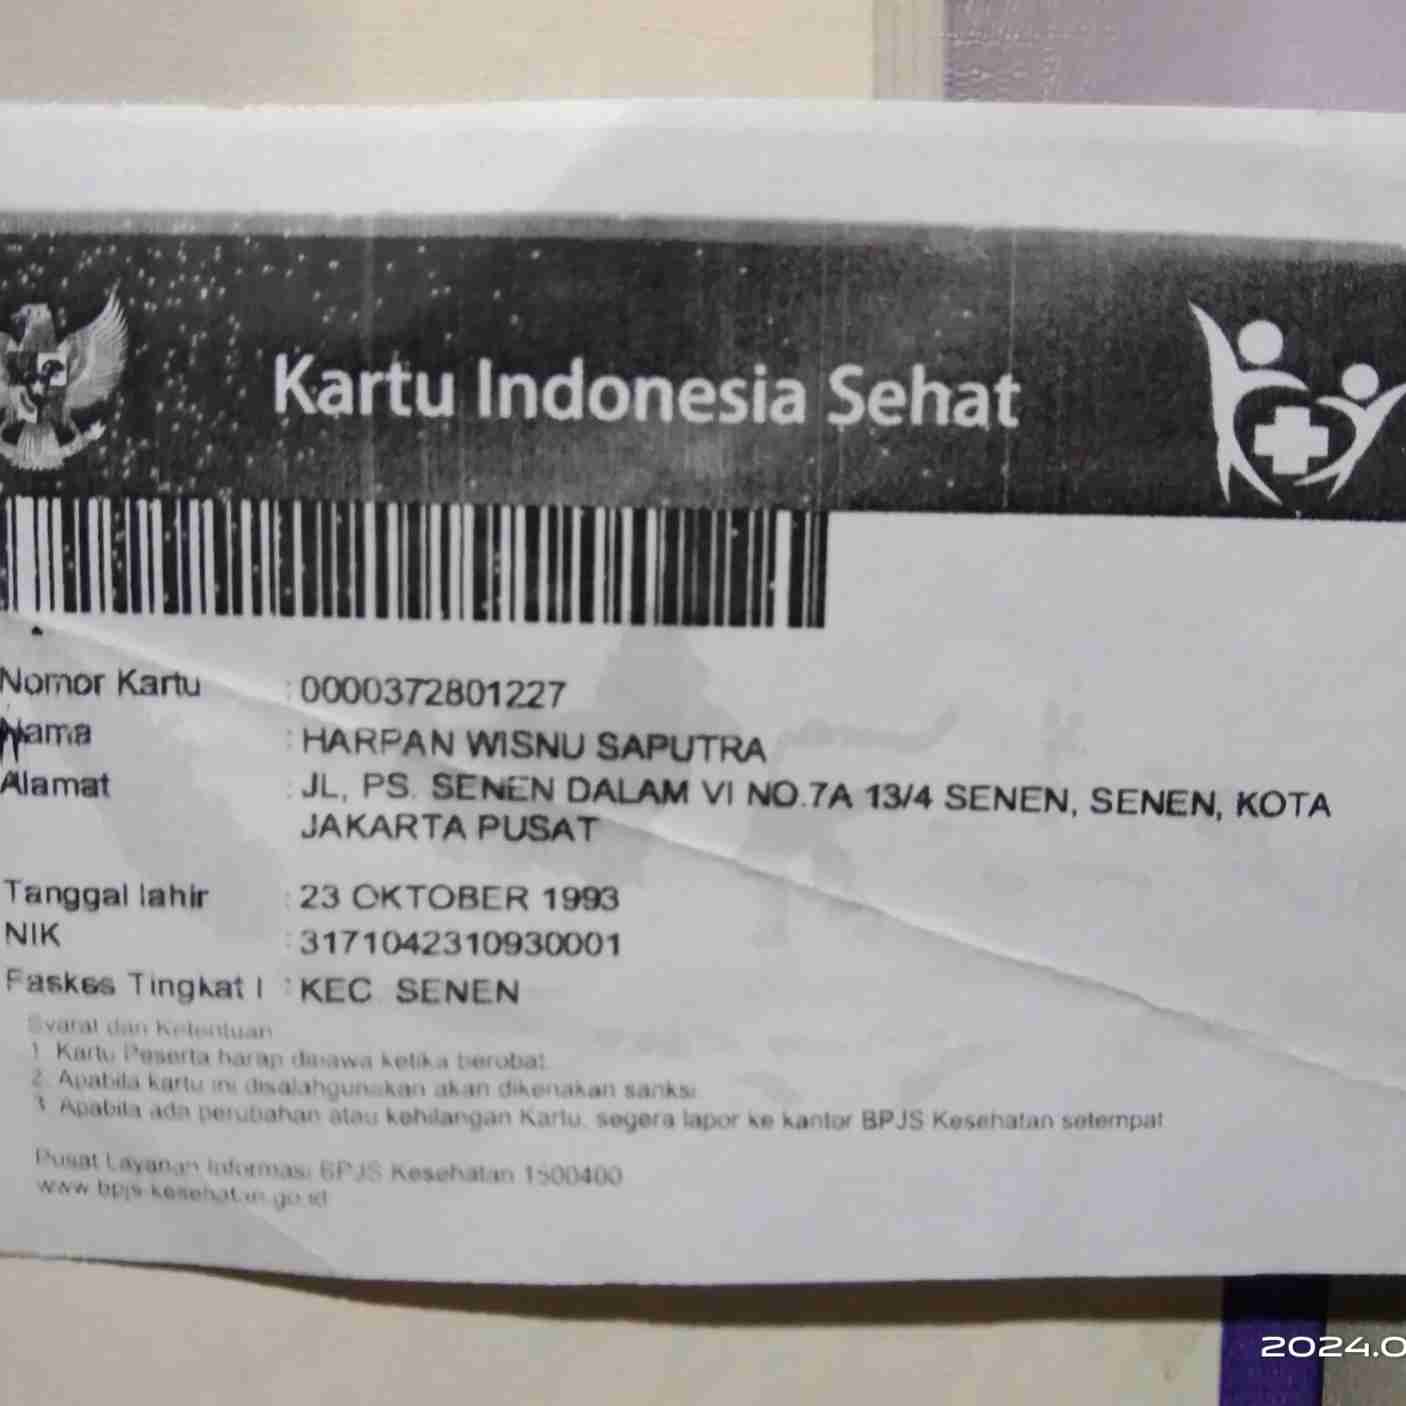 Kartu Indonesia Sehat
Nomor Kartu : 0000372801227
Nama : HARPAN WISNU SAPUTRA
Alamat : JL, PS. SENEN DALAM VI NO.7A 13/4 SENEN, SENEN, KOTA
JAKARTA PUSAT
Tanggal lahir : 23 OKTOBER 1993
NIK : 3171042310930001
Faskes Tingkat I : KEC. SENEN
Syarat dan Ketentuan
1. Kartu Peserta harap dibawa ketika berobat.
2. Apabila kartu ini disalahgunakan akan dikenakan sanksi.
3. Apabila ada perubahan atau kehilangan Kartu, segera lapor ke kantor BPJS Kesehatan setempat
Pusat Layanan Informasi BPJS Kesehatan 1500400
www.bpjs-kesehatan.go.id
2024.0